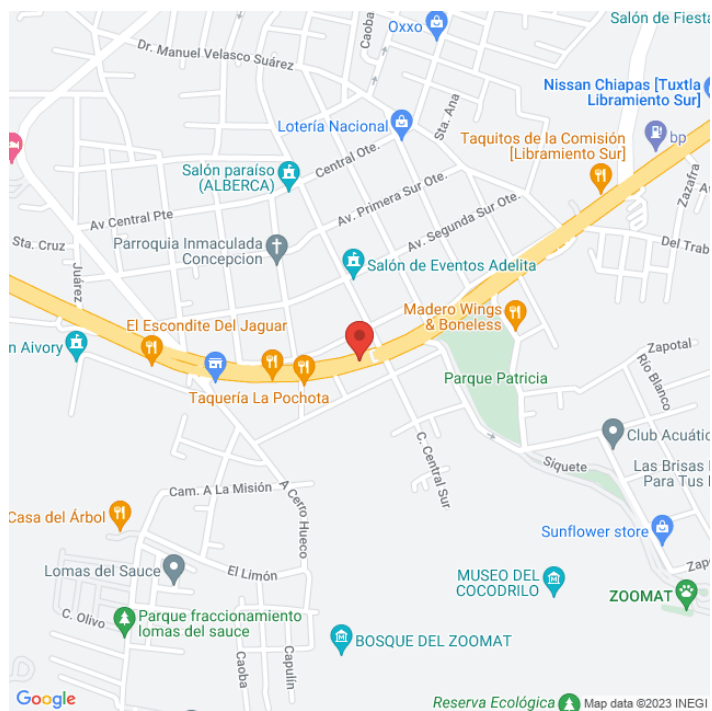 Salón de Fiesta
Oxxo
Caoba
Dr. Manuel Velasco Suárez
Sta. Ana
Nissan Chiapas [Tuxtla
Libramiento Sur]
Lotería Nacional
bp
Taquitos de la Comisión
[Libramiento Sur]
Central Ote.
Salón paraíso
(ALBERCA)
Zazafra
Av. Primera Sur Ote.
Av Central Pte
Av. Segunda Sur Ote.
Sta. Cruz
Parroquia Inmaculada
Concepcion
Del Trab
Juárez
Salón de Eventos Adelita
Madero Wings
& Boneless
El Escondite Del Jaguar
n Aivory
Zapotal
Río Blanco
Parque Patricia
Taquería La Pochota
C. Central Sur
Club Acuátic
Siquete
Las Brisas
Para Tus
Cam. A La Misión
A Cerro Hueco
Casa del Árbol
Sunflower store
Lomas del Sauce
El Limón
Zapo
MUSEO DEL
COCODRILO
ZOOMAT
C. Olivo
Parque fraccionamiento
lomas del sauce
BOSQUE DEL ZOOMAT
Caoba
Capulín
Google
Reserva Ecológica
Map data ©2023 INEGI